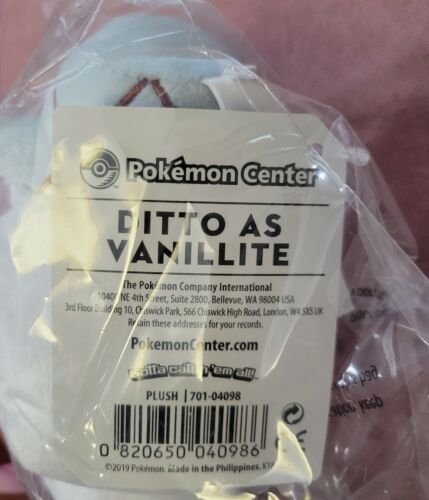 Pokémon Center
DITTO AS
VANILLITE
The Pokémon Company International
NE 4th Street, Suite 2800, Bellevue, WA 98004 USA
3rd Floor Building 10, Chiswick Park, 566 Chiswick High Road, London, W4 5XS UK
Retain these addresses for your records.
PokemonCenter.com
gotta catch 'em all!
PLUSH | 701-04098
0 820650 040986
©2019 Pokémon. Made in the Philippines.
CE